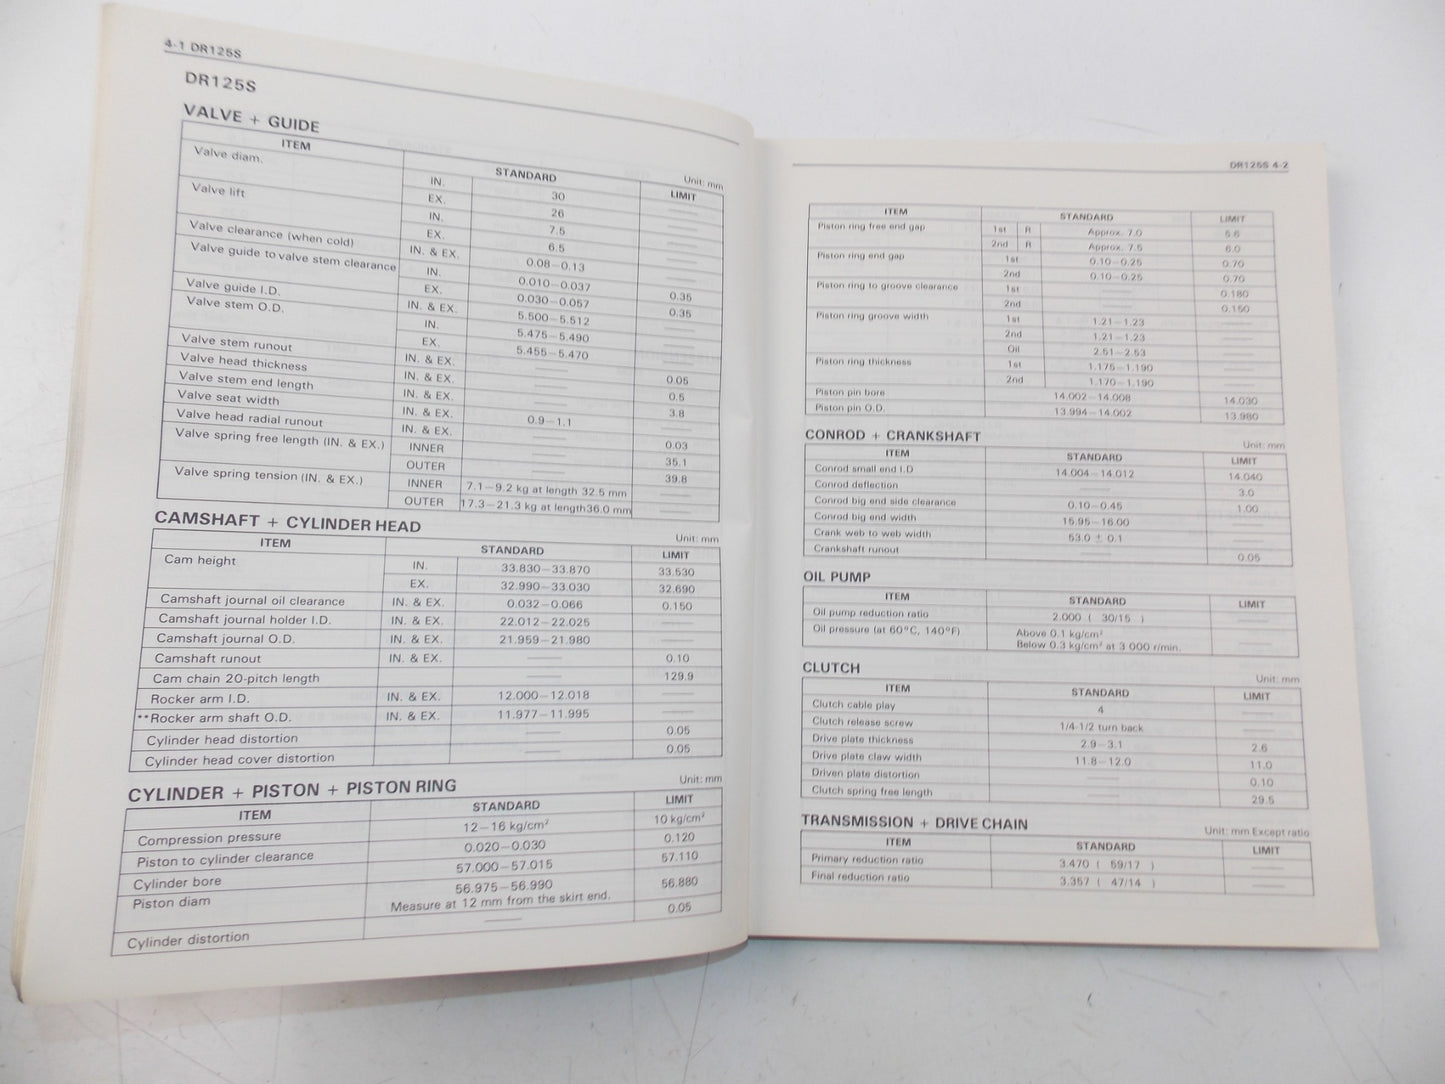 4-1 DR125S
DR125S
VALVE + GUIDE
Unit: mm
ITEM STANDARD LIMIT
Valve diam. IN. 30 ——
EX. 26 ——
Valve lift IN. 7.5 ——
EX. 6.5 ——
Valve clearance (when cold) IN. & EX. 0.08—0.13 ——
Valve guide to valve stem clearance IN. 0.010—0.037 0.35
EX. 0.030—0.057 0.35
Valve guide I.D. IN. & EX. 5.500—5.512 ——
Valve stem O.D. IN. 5.475—5.490 ——
EX. 5.455—5.470 ——
Valve stem runout IN. & EX. —— 0.05
Valve head thickness IN. & EX. —— 0.5
Valve stem end length IN. & EX. —— 3.8
Valve seat width IN. & EX. 0.9—1.1 ——
Valve head radial runout IN. & EX. —— 0.03
Valve spring free length (IN. & EX.) INNER —— 35.1
OUTER —— 39.8
Valve spring tension (IN. & EX.) INNER 7.1—9.2 kg at length 32.5 mm ——
OUTER 17.3—21.3 kg at length36.0 mm ——
CAMSHAFT + CYLINDER HEAD
Unit: mm
ITEM STANDARD LIMIT
Cam height IN. 33.830—33.870 33.530
EX. 32.990—33.030 32.690
Camshaft journal oil clearance IN. & EX. 0.032—0.066 0.150
Camshaft journal holder I.D. IN. & EX. 22.012—22.025 ——
Camshaft journal O.D. IN. & EX. 21.959—21.980 ——
Camshaft runout IN. & EX. —— 0.10
Cam chain 20-pitch length —— 129.9
Rocker arm I.D. IN. & EX. 12.000—12.018 ——
**Rocker arm shaft O.D. IN. & EX. 11.977—11.995 ——
Cylinder head distortion —— 0.05
Cylinder head cover distortion —— 0.05
CYLINDER + PISTON + PISTON RING
Unit: mm
ITEM STANDARD LIMIT
Compression pressure 12—16 kg/cm² 10 kg/cm²
Piston to cylinder clearance 0.020—0.030 0.120
Cylinder bore 57.000—57.015 57.110
Piston diam 56.975—56.990 56.880
Measure at 12 mm from the skirt end.
Cylinder distortion —— 0.05
DR125S 4-2
ITEM STANDARD LIMIT
Piston ring free end gap 1st R Approx. 7.0 5.6
2nd R Approx. 7.5 6.0
Piston ring end gap 1st 0.10—0.25 0.70
2nd 0.10—0.25 0.70
Piston ring to groove clearance 1st —— 0.180
2nd —— 0.150
Piston ring groove width 1st 1.21—1.23 ——
2nd 1.21—1.23 ——
Oil 2.51—2.53 ——
Piston ring thickness 1st 1.175—1.190 ——
2nd 1.170—1.190 ——
Piston pin bore 14.002—14.008 14.030
Piston pin O.D. 13.994—14.002 13.980
CONROD + CRANKSHAFT
Unit: mm
ITEM STANDARD LIMIT
Conrod small end I.D 14.004—14.012 14.040
Conrod deflection —— 3.0
Conrod big end side clearance 0.10—0.45 1.00
Conrod big end width 15.95—16.00 ——
Crank web to web width 53.0 ± 0.1 ——
Crankshaft runout —— 0.05
OIL PUMP
ITEM STANDARD LIMIT
Oil pump reduction ratio 2.000 ( 30/15 ) ——
Oil pressure (at 60°C, 140°F) Above 0.1 kg/cm²
Below 0.3 kg/cm² at 3 000 r/min. ——
CLUTCH
Unit: mm
ITEM STANDARD LIMIT
Clutch cable play 4 ——
Clutch release screw 1/4-1/2 turn back ——
Drive plate thickness 2.9—3.1 2.6
Drive plate claw width 11.8—12.0 11.0
Driven plate distortion —— 0.10
Clutch spring free length —— 29.5
TRANSMISSION + DRIVE CHAIN
Unit: mm Except ratio
ITEM STANDARD LIMIT
Primary reduction ratio 3.470 ( 59/17 ) ——
Final reduction ratio 3.357 ( 47/14 ) ——